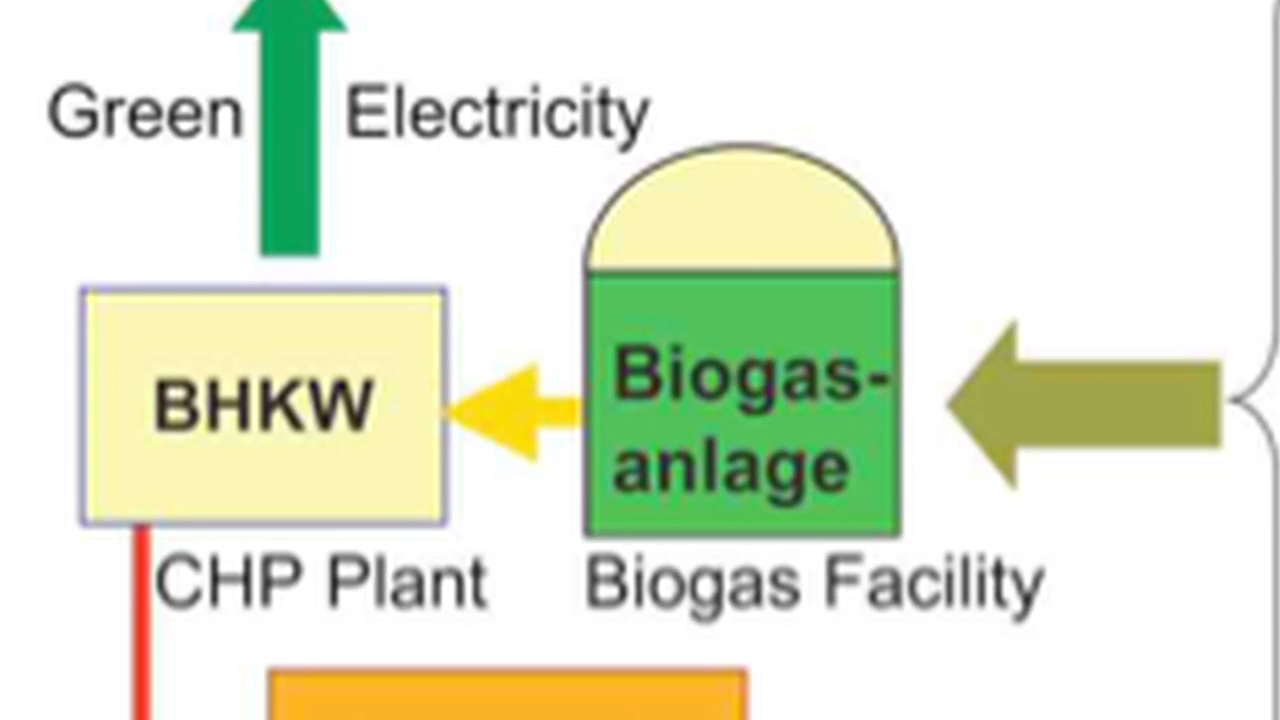 Green Electricity
BHKW
Biogas-
anlage
CHP Plant
Biogas Facility